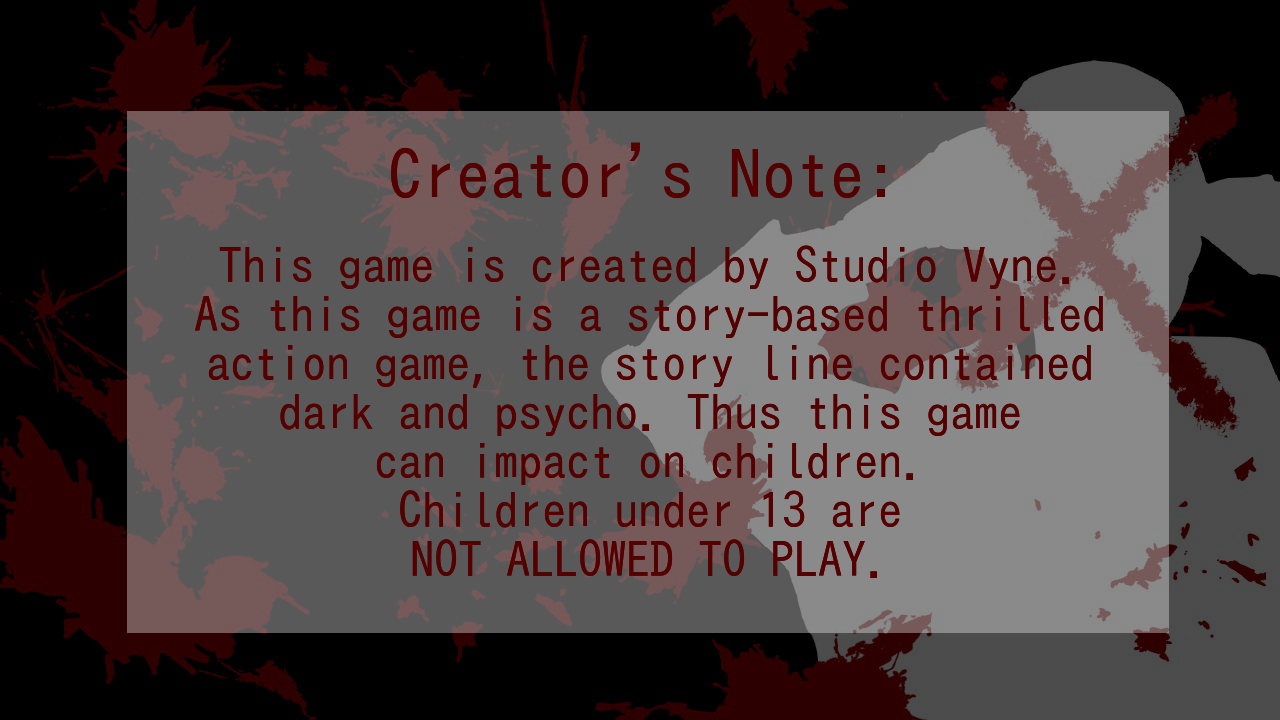 Creator's Note:
This game is created by Studio Vyne.
As this game is a story-based thrilled
action game, the story line contained
dark and psycho. Thus this game
can impact on children.
Children under 13 are
NOT ALLOWED TO PLAY.